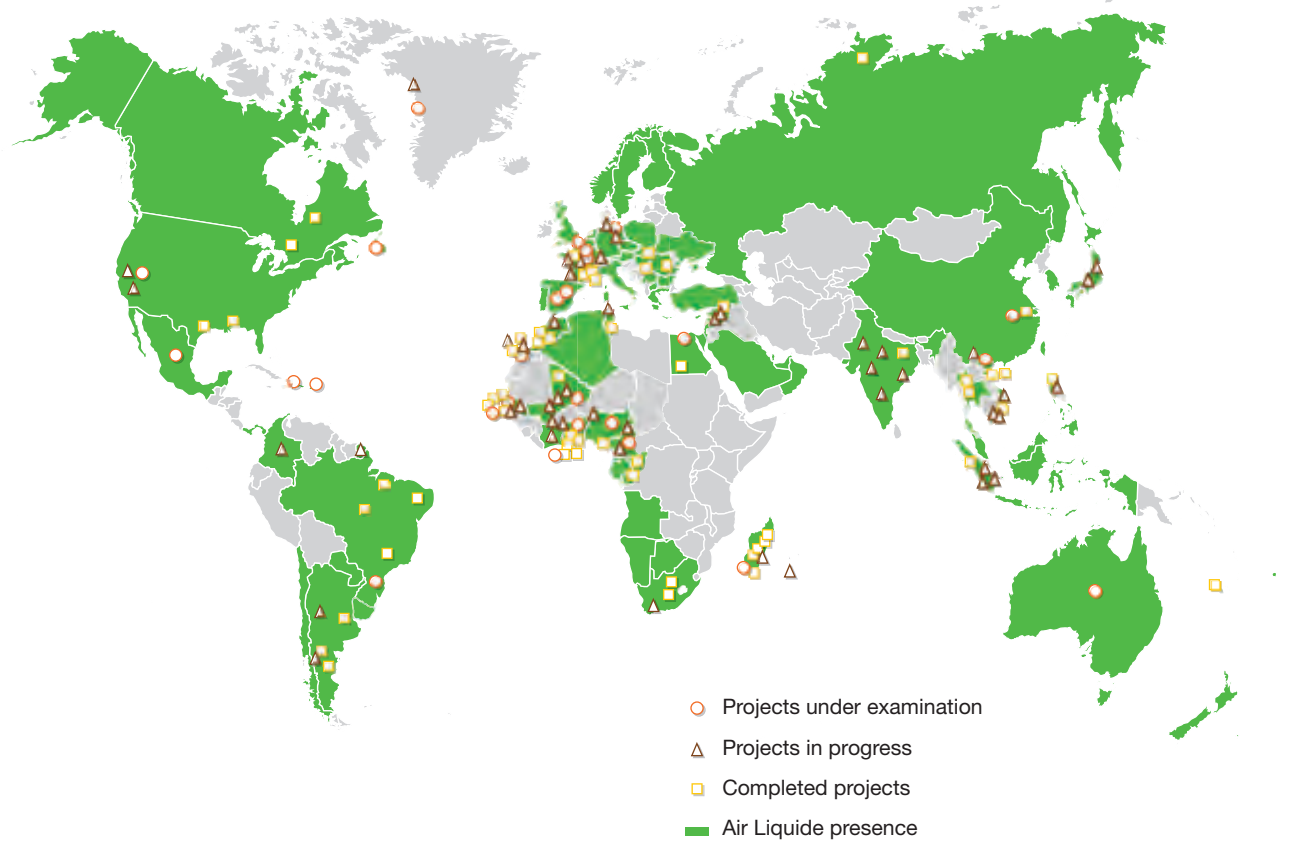 Projects under examination
Projects in progress
Completed projects
Air Liquide presence